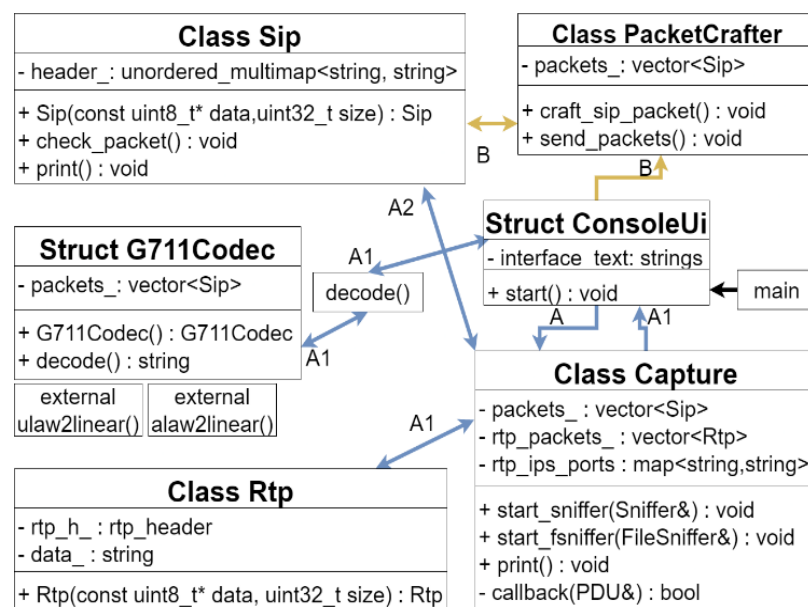 Class Sip
- header_: unordered_multimap<string, string>
+ Sip(const uint8_t* data,uint32_t size) : Sip
+ check_packet() : void
+ print() : void
Class PacketCrafter
- packets_: vector<Sip>
+ craft_sip_packet() : void
+ send_packets() : void
B
B
A2
Struct ConsoleUi
- interface_text: strings
+ start() : void
main
Struct G711Codec
- packets_: vector<Sip>
+ G711Codec() : G711Codec
+ decode() : string
A1
decode()
A1
external
ulaw2linear()
external
alaw2linear()
A
A1
Class Capture
- packets_ : vector<Sip>
- rtp_packets_ : vector<Rtp>
- rtp_ips_ports : map<string,string>
+ start_sniffer(Sniffer&) : void
+ start_fsniffer(FileSniffer&) : void
+ print() : void
- callback(PDU&) : bool
A1
Class Rtp
- rtp_h_ : rtp_header
- data_ : string
+ Rtp(const uint8_t* data, uint32_t size) : Rtp